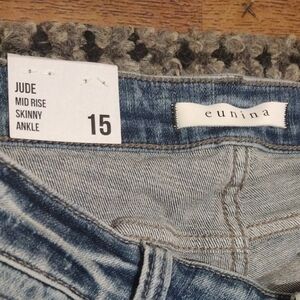 JUDE
MID RISE
SKINNY
ANKLE
15
eunina